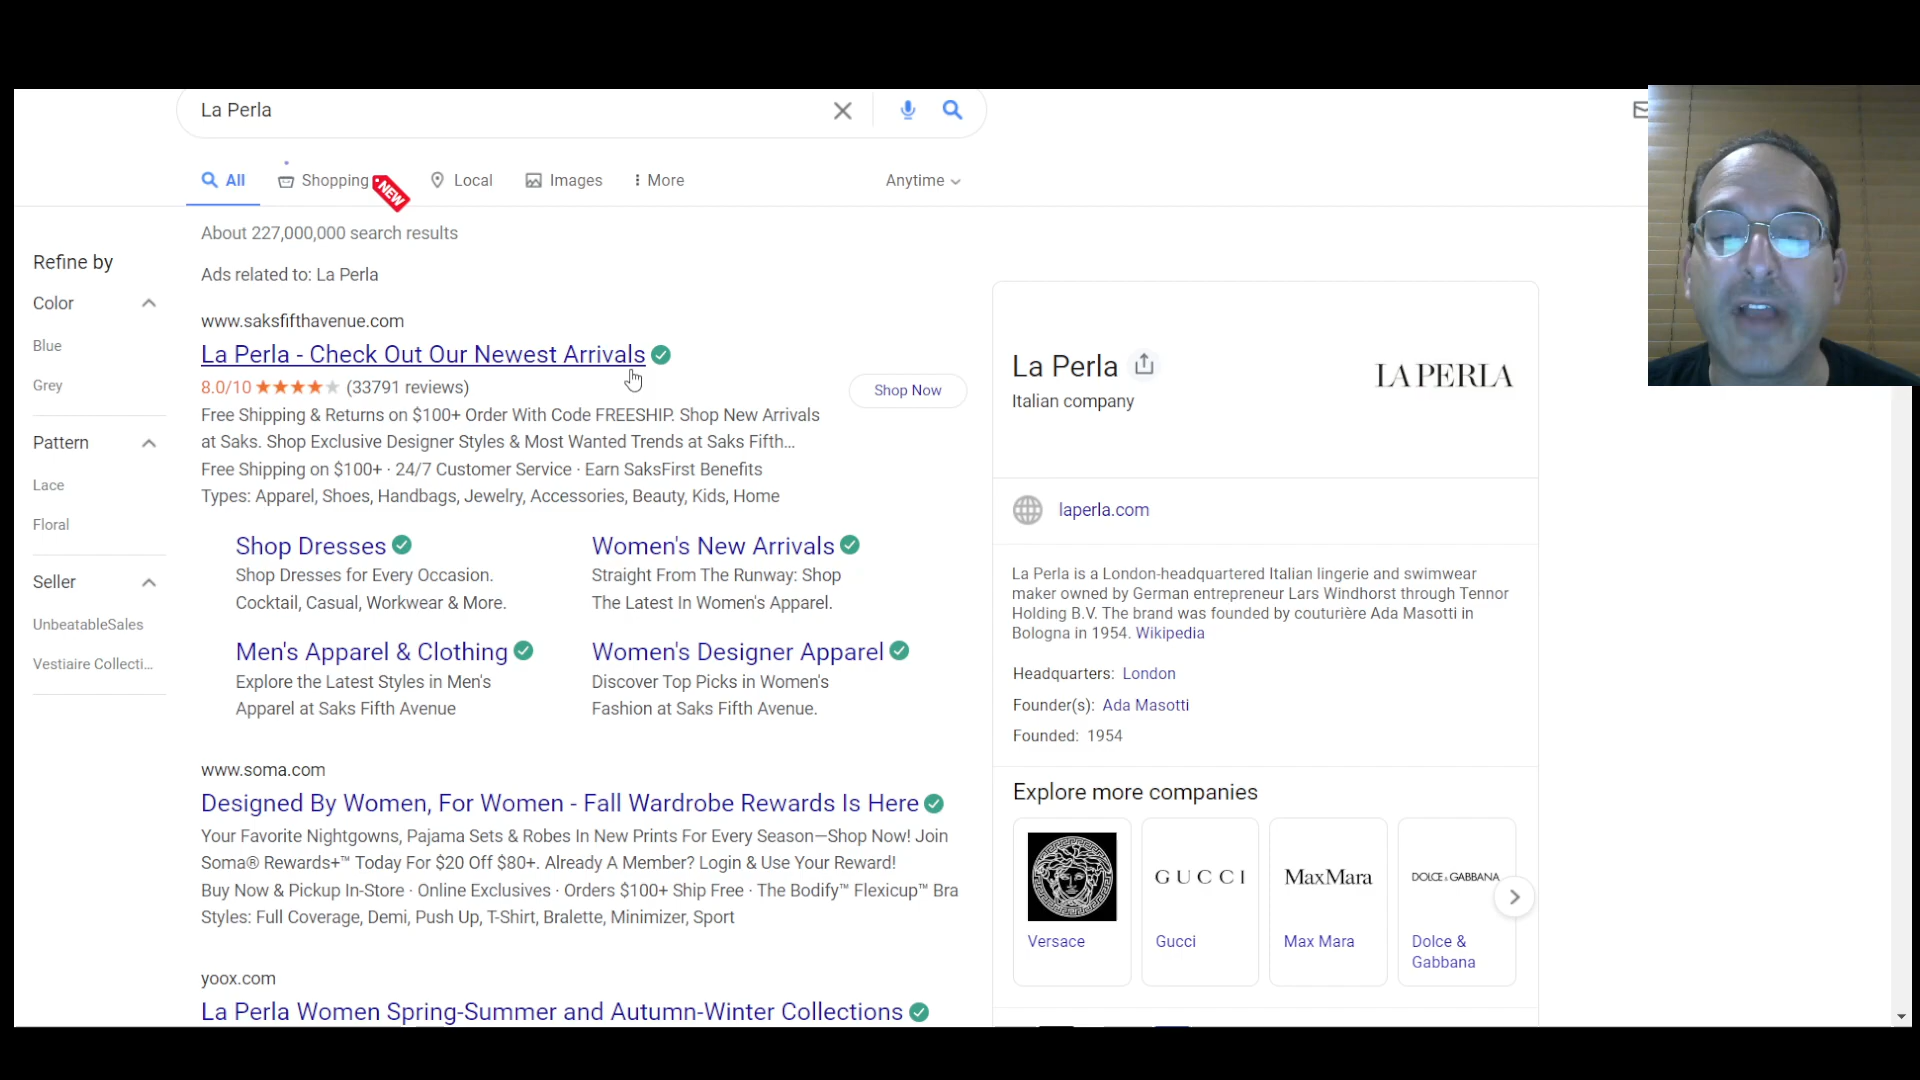 La Perla
All
Shopping
NEW
Local
Images
More
Anytime
About 227,000,000 search results
Ads related to: La Perla
Refine by
Color
Blue
Grey
Pattern
Lace
Floral
Seller
UnbeatableSales
Vestiaire Collecti...
www.saksfifthavenue.com
La Perla - Check Out Our Newest Arrivals
8.0/10 (33791 reviews)
Free Shipping & Returns on $100+ Order With Code FREESHIP. Shop New Arrivals
at Saks. Shop Exclusive Designer Styles & Most Wanted Trends at Saks Fifth...
Free Shipping on $100+ · 24/7 Customer Service · Earn SaksFirst Benefits
Types: Apparel, Shoes, Handbags, Jewelry, Accessories, Beauty, Kids, Home
Shop Now
Shop Dresses
Shop Dresses for Every Occasion.
Cocktail, Casual, Workwear & More.
Women's New Arrivals
Straight From The Runway: Shop
The Latest In Women's Apparel.
Men's Apparel & Clothing
Explore the Latest Styles in Men's
Apparel at Saks Fifth Avenue
Women's Designer Apparel
Discover Top Picks in Women's
Fashion at Saks Fifth Avenue.
www.soma.com
Designed By Women, For Women - Fall Wardrobe Rewards Is Here
Your Favorite Nightgowns, Pajama Sets & Robes In New Prints For Every Season—Shop Now! Join
Soma® Rewards+™ Today For $20 Off $80+. Already A Member? Login & Use Your Reward!
Buy Now & Pickup In-Store · Online Exclusives · Orders $100+ Ship Free · The Bodify™ Flexicup™ Bra
Styles: Full Coverage, Demi, Push Up, T-Shirt, Bralette, Minimizer, Sport
yoox.com
La Perla Women Spring-Summer and Autumn-Winter Collections
La Perla
Italian company
LA PERLA
laperla.com
La Perla is a London-headquartered Italian lingerie and swimwear
maker owned by German entrepreneur Lars Windhorst through Tennor
Holding B.V. The brand was founded by couturière Ada Masotti in
Bologna in 1954. Wikipedia
Headquarters: London
Founder(s): Ada Masotti
Founded: 1954
Explore more companies
GUCCI
MaxMara
DOLCE & GABBANA
Versace
Gucci
Max Mara
Dolce &
Gabbana